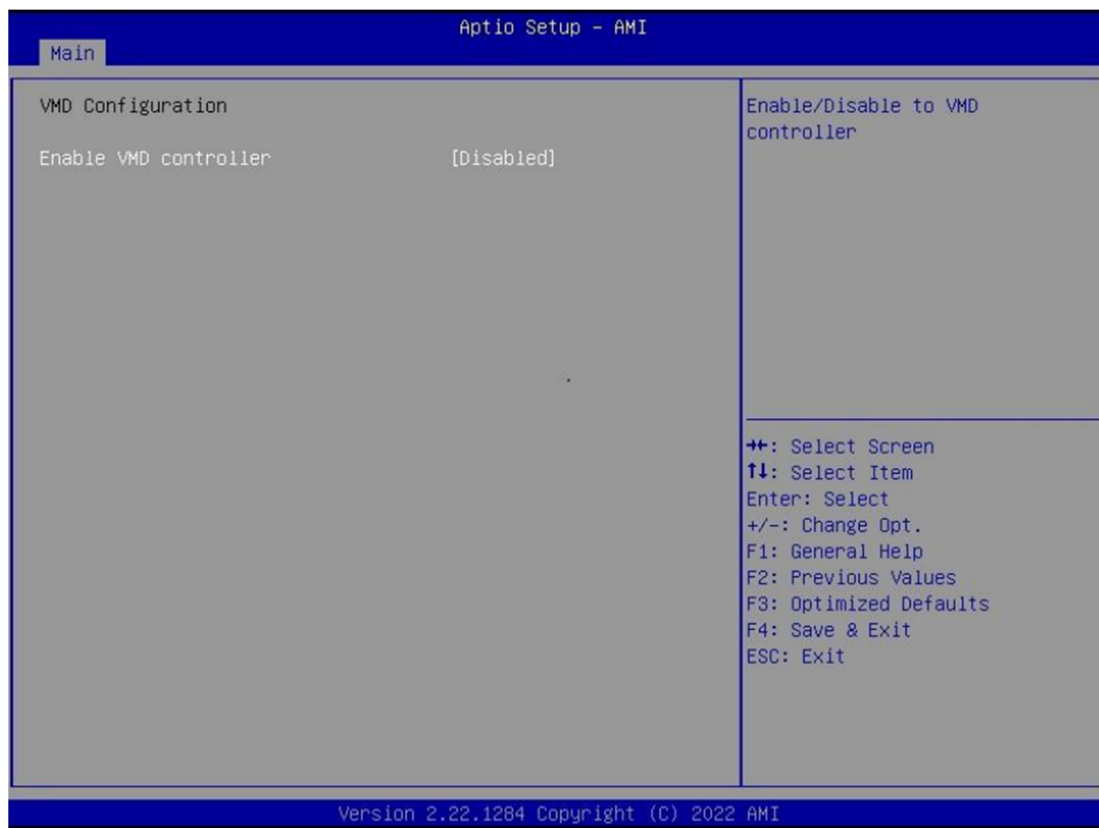 Aptio Setup - AMI
Main
VMD Configuration
Enable VMD controller [Disabled]
Enable/Disable to VMD
controller
→←: Select Screen
↑↓: Select Item
Enter: Select
+/-: Change Opt.
F1: General Help
F2: Previous Values
F3: Optimized Defaults
F4: Save & Exit
ESC: Exit
Version 2.22.1284 Copyright (C) 2022 AMI